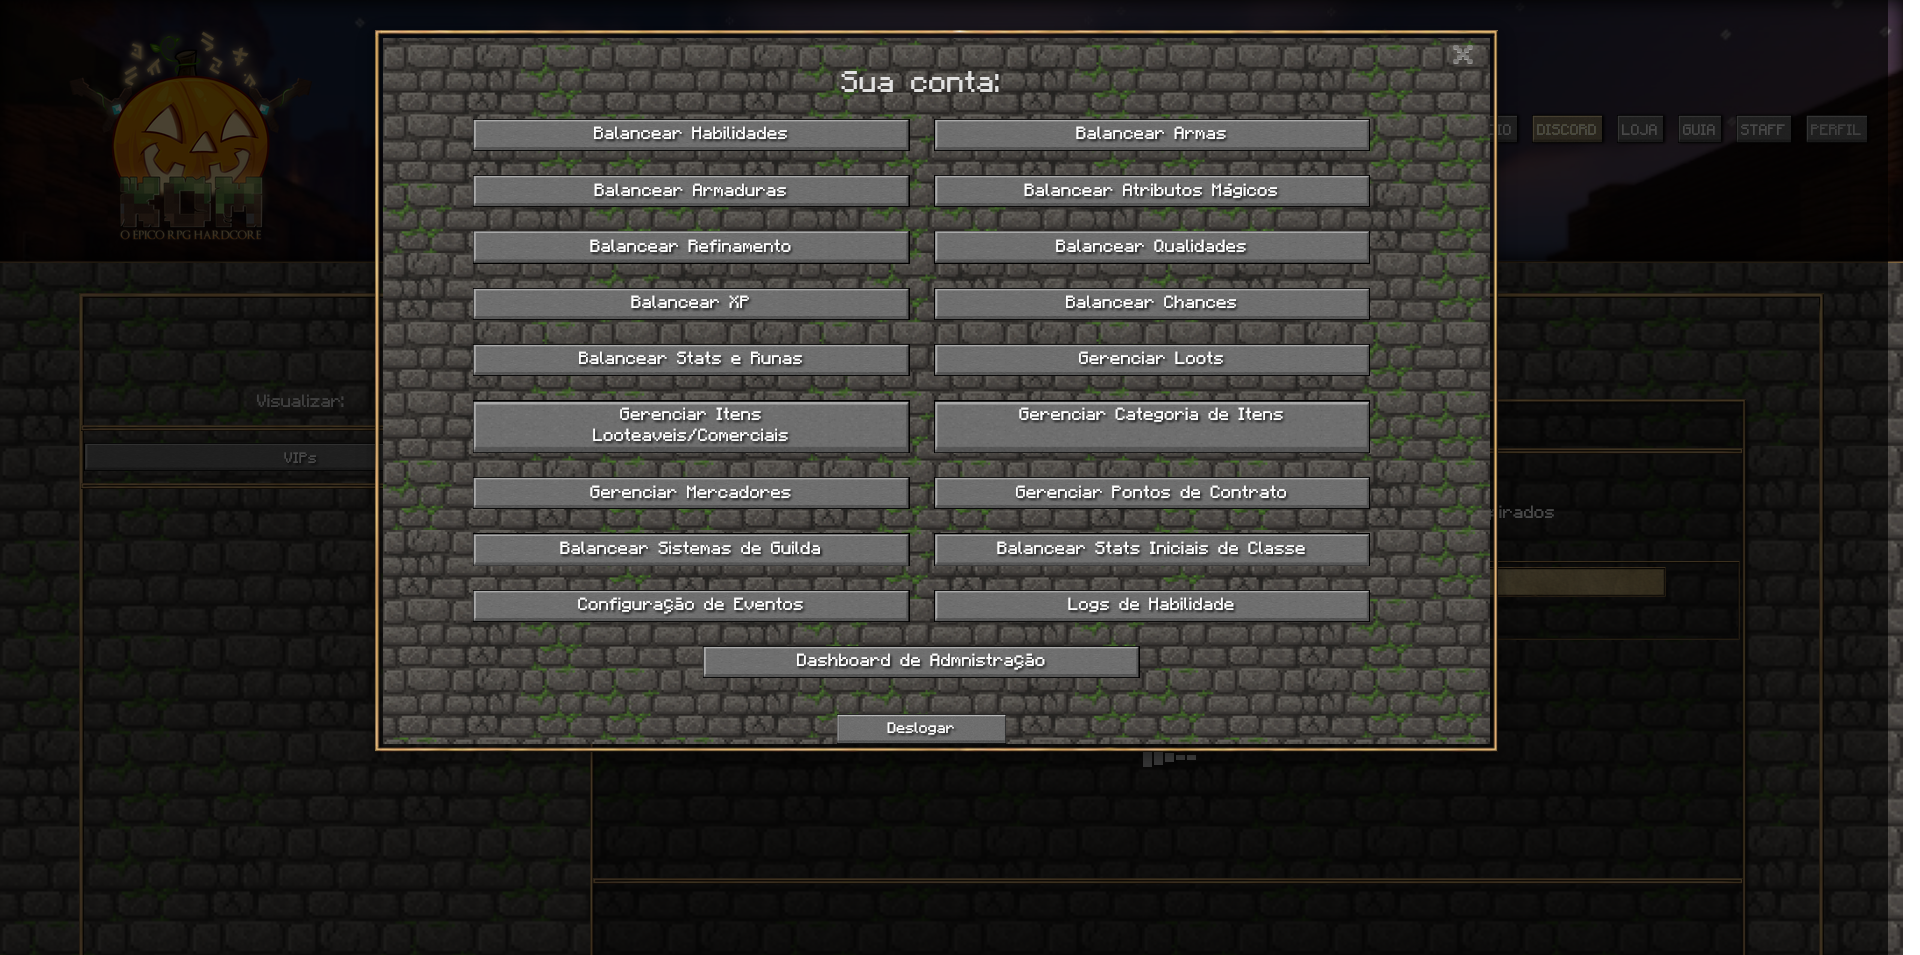 Sua conta:
Balancear Habilidades
Balancear Armas
Balancear Armaduras
Balancear Atributos Mágicos
Balancear Refinamento
Balancear Qualidades
Balancear XP
Balancear Chances
Balancear Stats e Runas
Gerenciar Loots
Gerenciar Itens
Looteaveis/Comerciais
Gerenciar Categoria de Itens
Gerenciar Mercadores
Gerenciar Pontos de Contrato
Balancear Sistemas de Guilda
Balancear Stats Iniciais de Classe
Configuração de Eventos
Logs de Habilidade
Dashboard de Admnistração
Deslogar
KDM
O EPICO RPG HARDCORE
DISCORD
LOJA
GUIA
STAFF
PERFIL
Visualizar:
VIPs